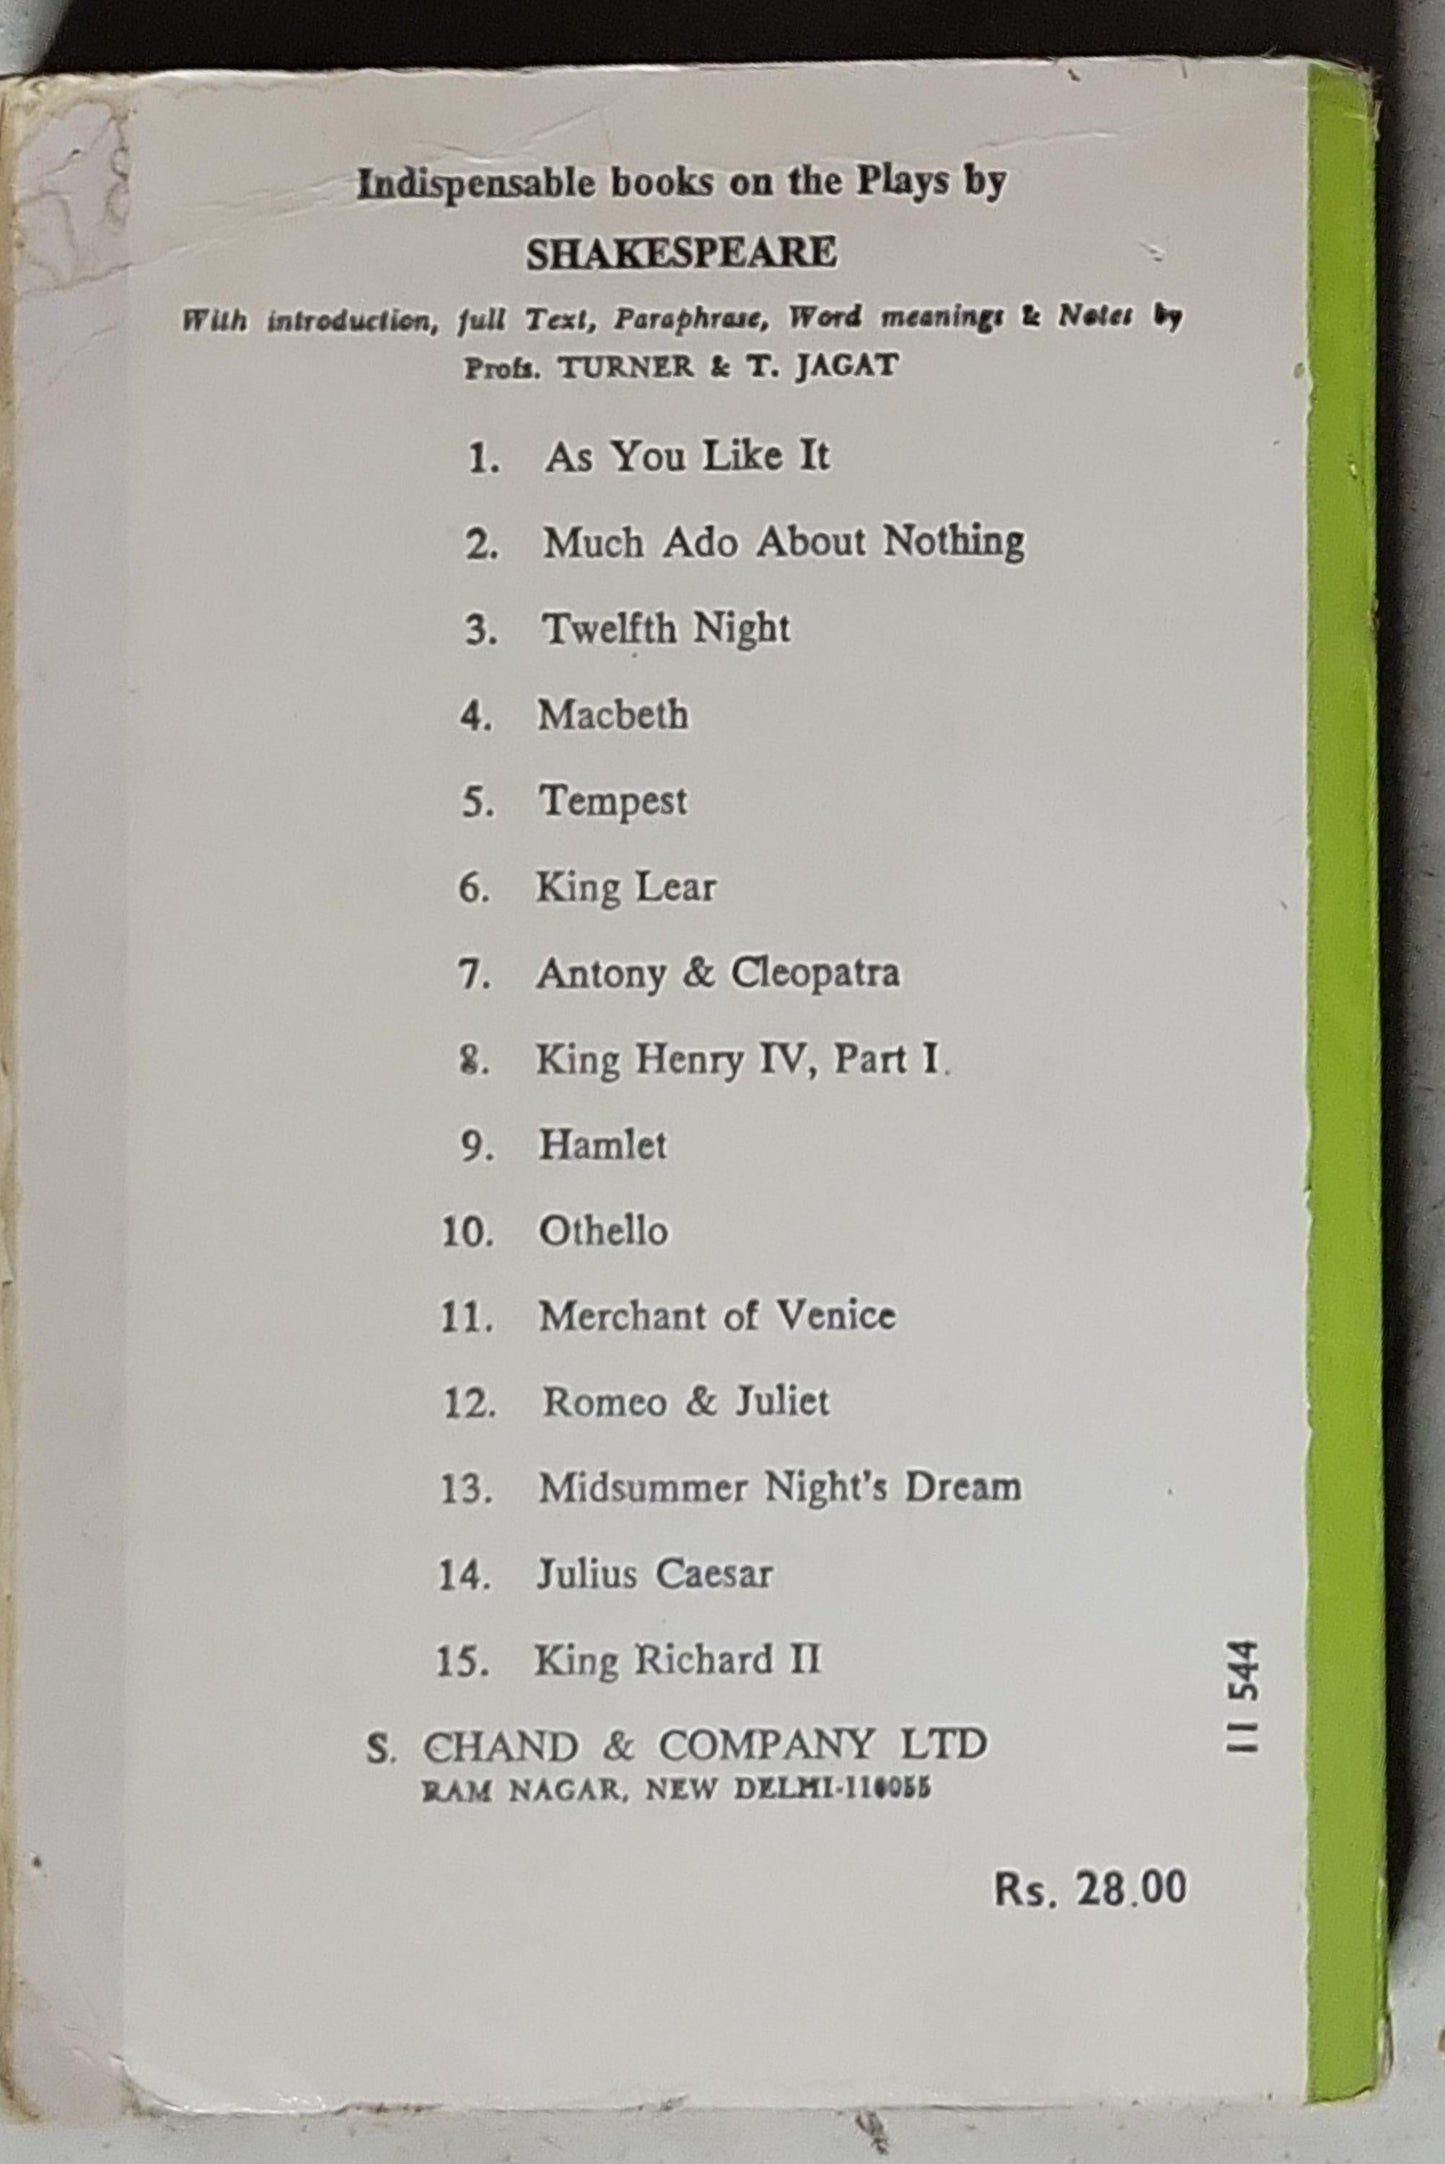 Indispensable books on the Plays by
SHAKESPEARE
With introduction, full Text, Paraphrase, Word meanings & Notes by
Profs. TURNER & T. JAGAT
1. As You Like It
2. Much Ado About Nothing
3. Twelfth Night
4. Macbeth
5. Tempest
6. King Lear
7. Antony & Cleopatra
8. King Henry IV, Part I.
9. Hamlet
10. Othello
11. Merchant of Venice
12. Romeo & Juliet
13. Midsummer Night's Dream
14. Julius Caesar
15. King Richard II
S. CHAND & COMPANY LTD
RAM NAGAR, NEW DELHI-110055
Rs. 28.00
11 544